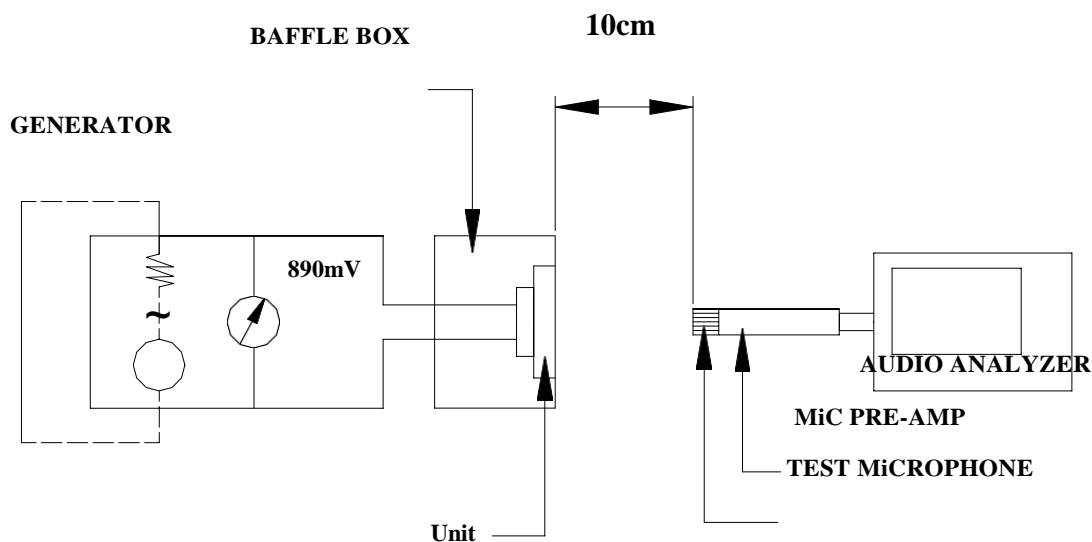 10cm
BAFFLE BOX
GENERATOR
890mV
~
AUDIO ANALYZER
MiC PRE-AMP
TEST MiCROPHONE
Unit